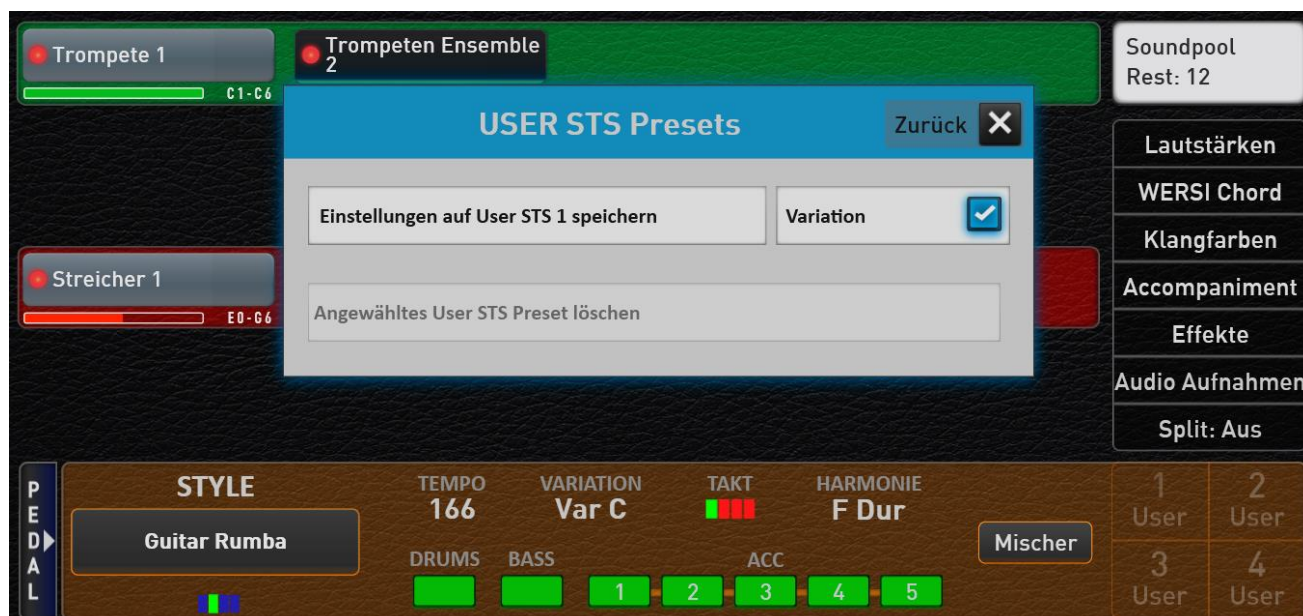 Trompete 1
C1-C6
Trompeten Ensemble
2
Soundpool
Rest: 12
USER STS Presets
Zurück
Einstellungen auf User STS 1 speichern
Variation
Angewähltes User STS Preset löschen
Streicher 1
E0-G6
Lautstärken
WERSI Chord
Klangfarben
Accompaniment
Effekte
Audio Aufnahmen
Split: Aus
PEDAL
STYLE
Guitar Rumba
TEMPO
166
VARIATION
Var C
TAKT
HARMONIE
F Dur
DRUMS
BASS
ACC
1 2 3 4 5
Mischer
1
User
2
User
3
User
4
User